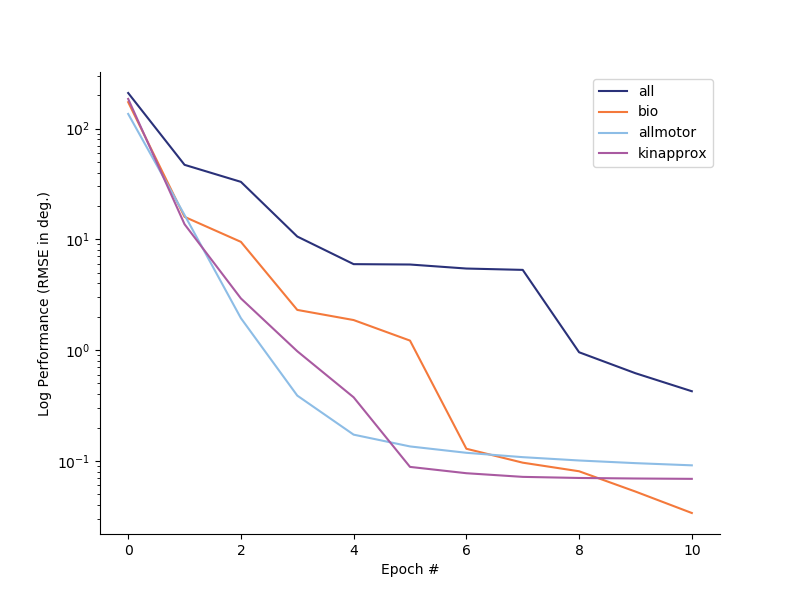 Log Performance (RMSE in deg.)
10²
10¹
10⁰
10⁻¹
0 2 4 6 8 10
Epoch #
all
bio
allmotor
kinapprox